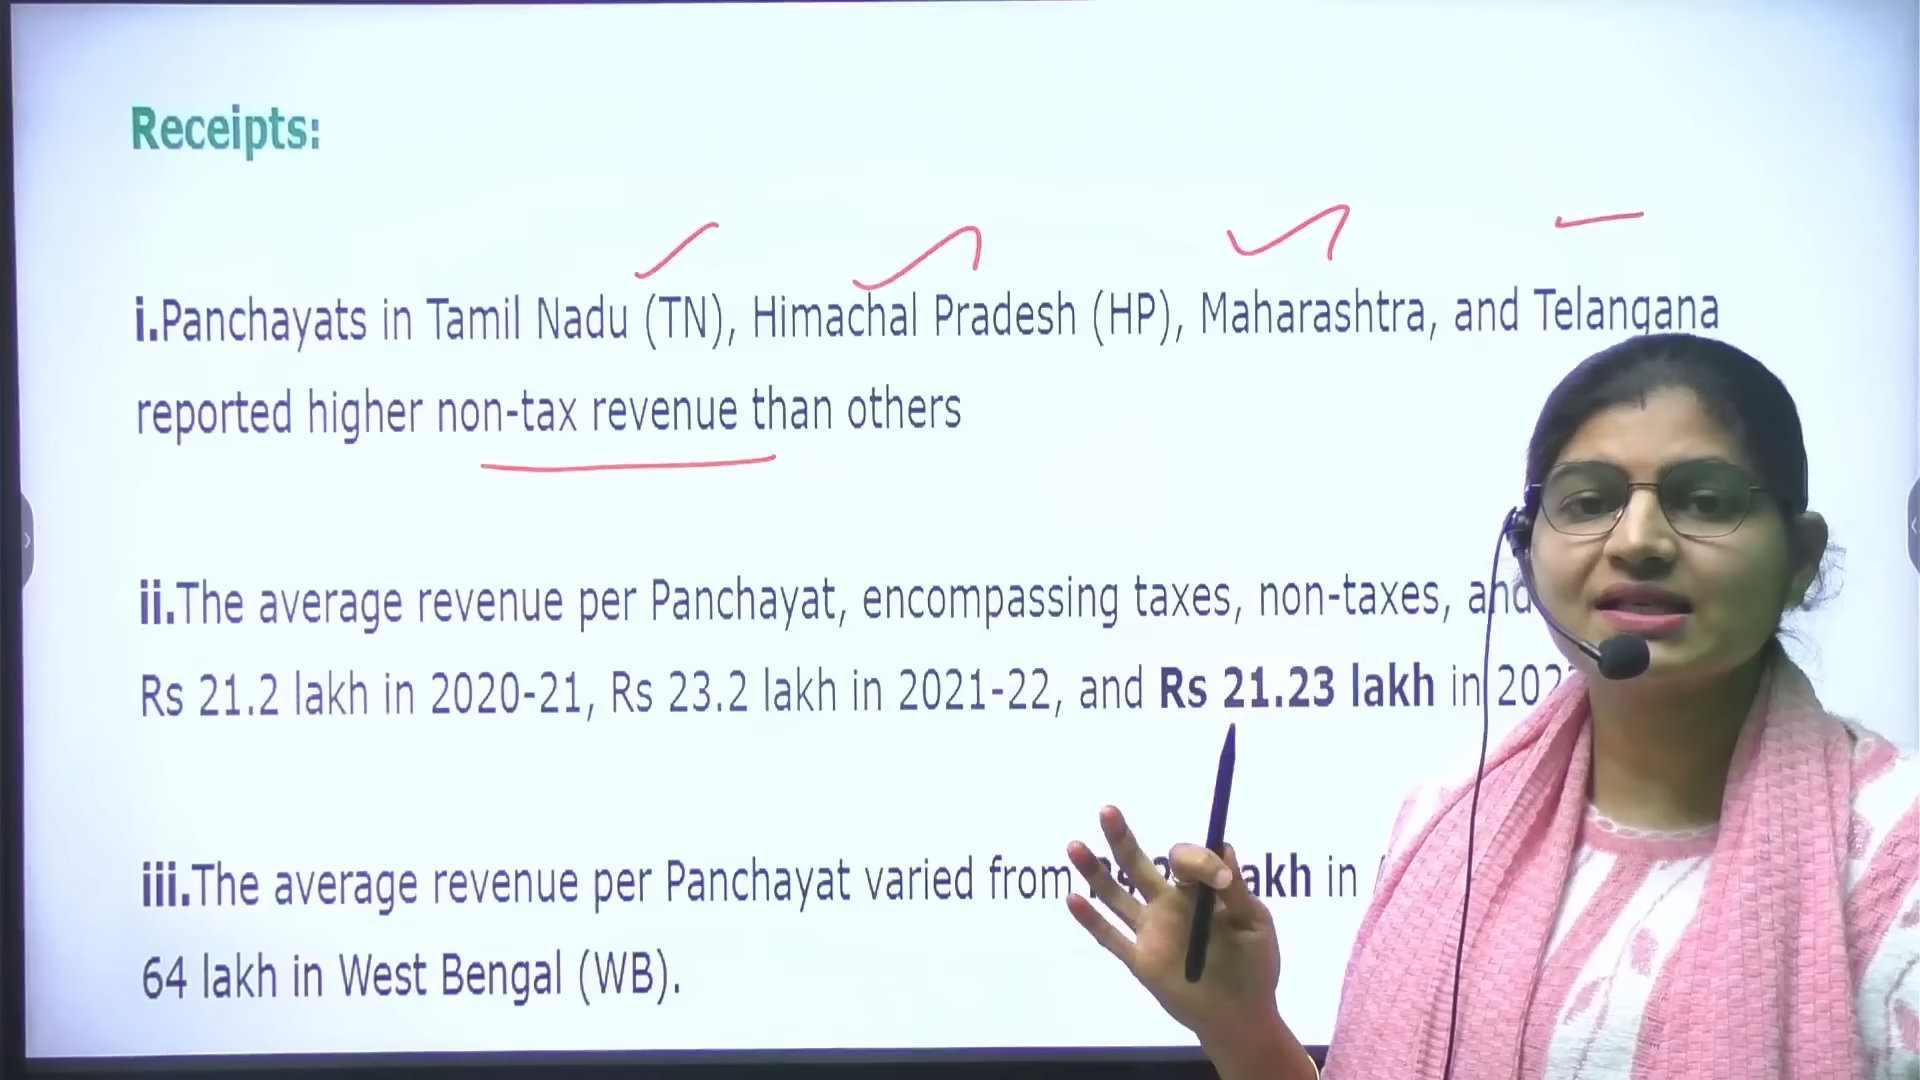 Receipts:
i.Panchayats in Tamil Nadu (TN), Himachal Pradesh (HP), Maharashtra, and Telangana
reported higher non-tax revenue than others
ii.The average revenue per Panchayat, encompassing taxes, non-taxes, and
Rs 21.2 lakh in 2020-21, Rs 23.2 lakh in 2021-22, and Rs 21.23 lakh in
iii.The average revenue per Panchayat varied from lakh in
64 lakh in West Bengal (WB).